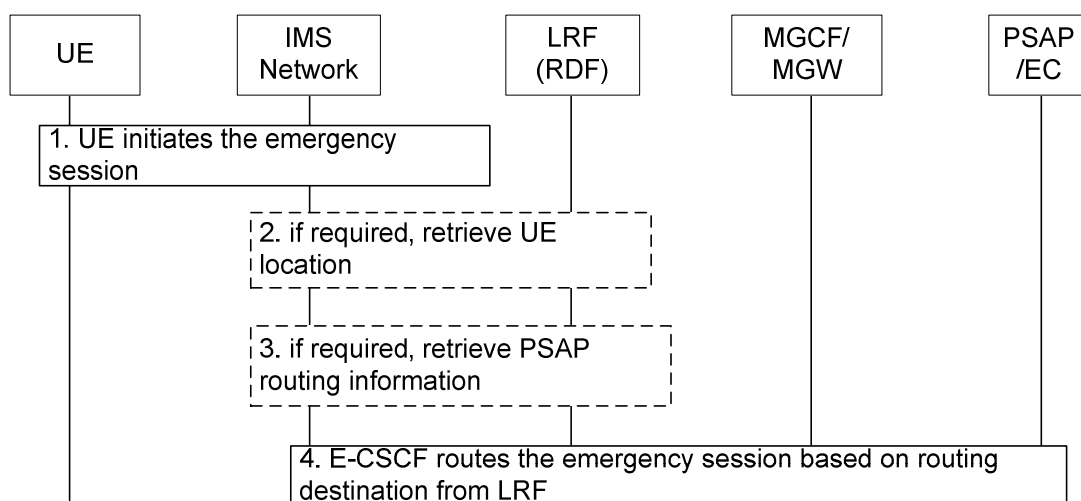 UE
IMS
Network
LRF
(RDF)
MGCF/
MGW
PSAP
/EC
1. UE initiates the emergency
session
2. if required, retrieve UE
location
3. if required, retrieve PSAP
routing information
4. E-CSCF routes the emergency session based on routing
destination from LRF